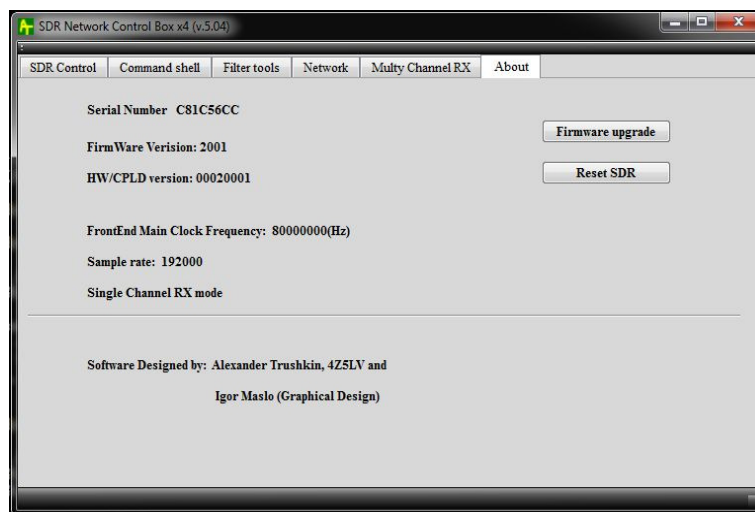 SDR Network Control Box x4 (v.5.04)
SDR Control Command shell Filter tools Network Multy Channel RX About
Serial Number C81C56CC
Firmware upgrade
FirmWare Verision: 2001
Reset SDR
HW/CPLD version: 00020001
FrontEnd Main Clock Frequency: 80000000(Hz)
Sample rate: 192000
Single Channel RX mode
Software Designed by: Alexander Trushkin, 4Z5LV and
Igor Maslo (Graphical Design)